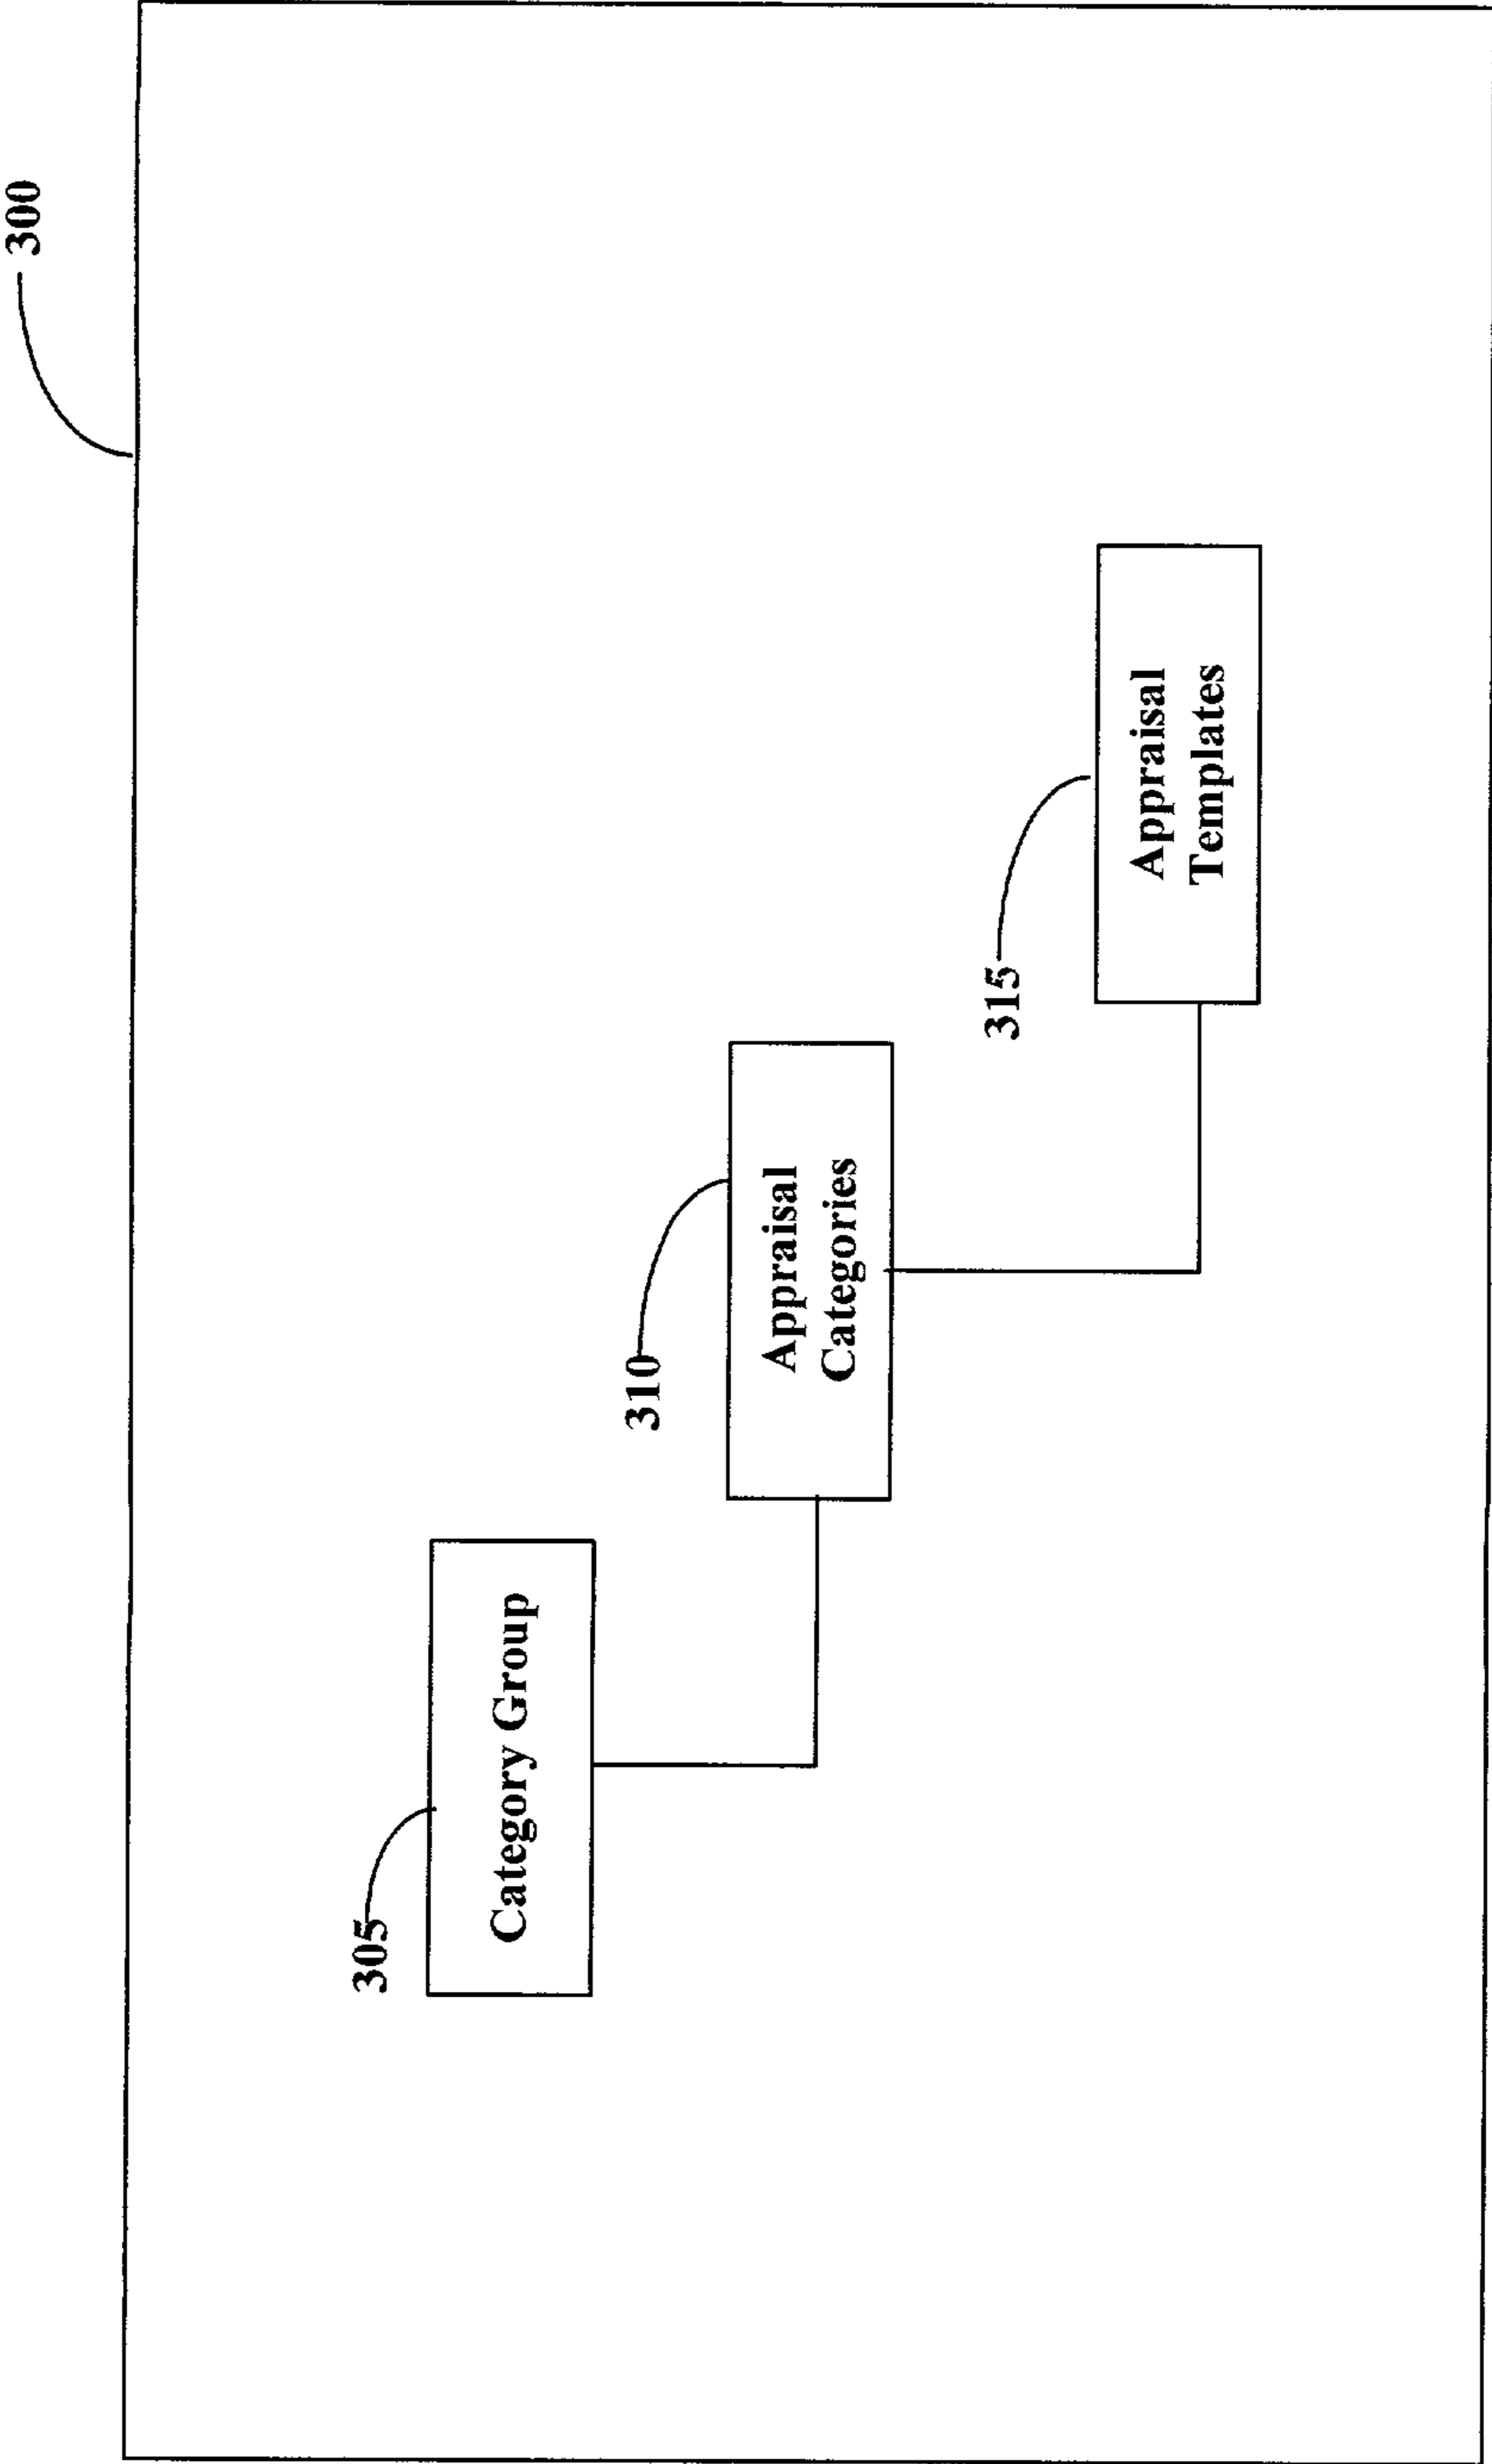 300
305
Category Group
310
Appraisal
Categories
315
Appraisal
Templates